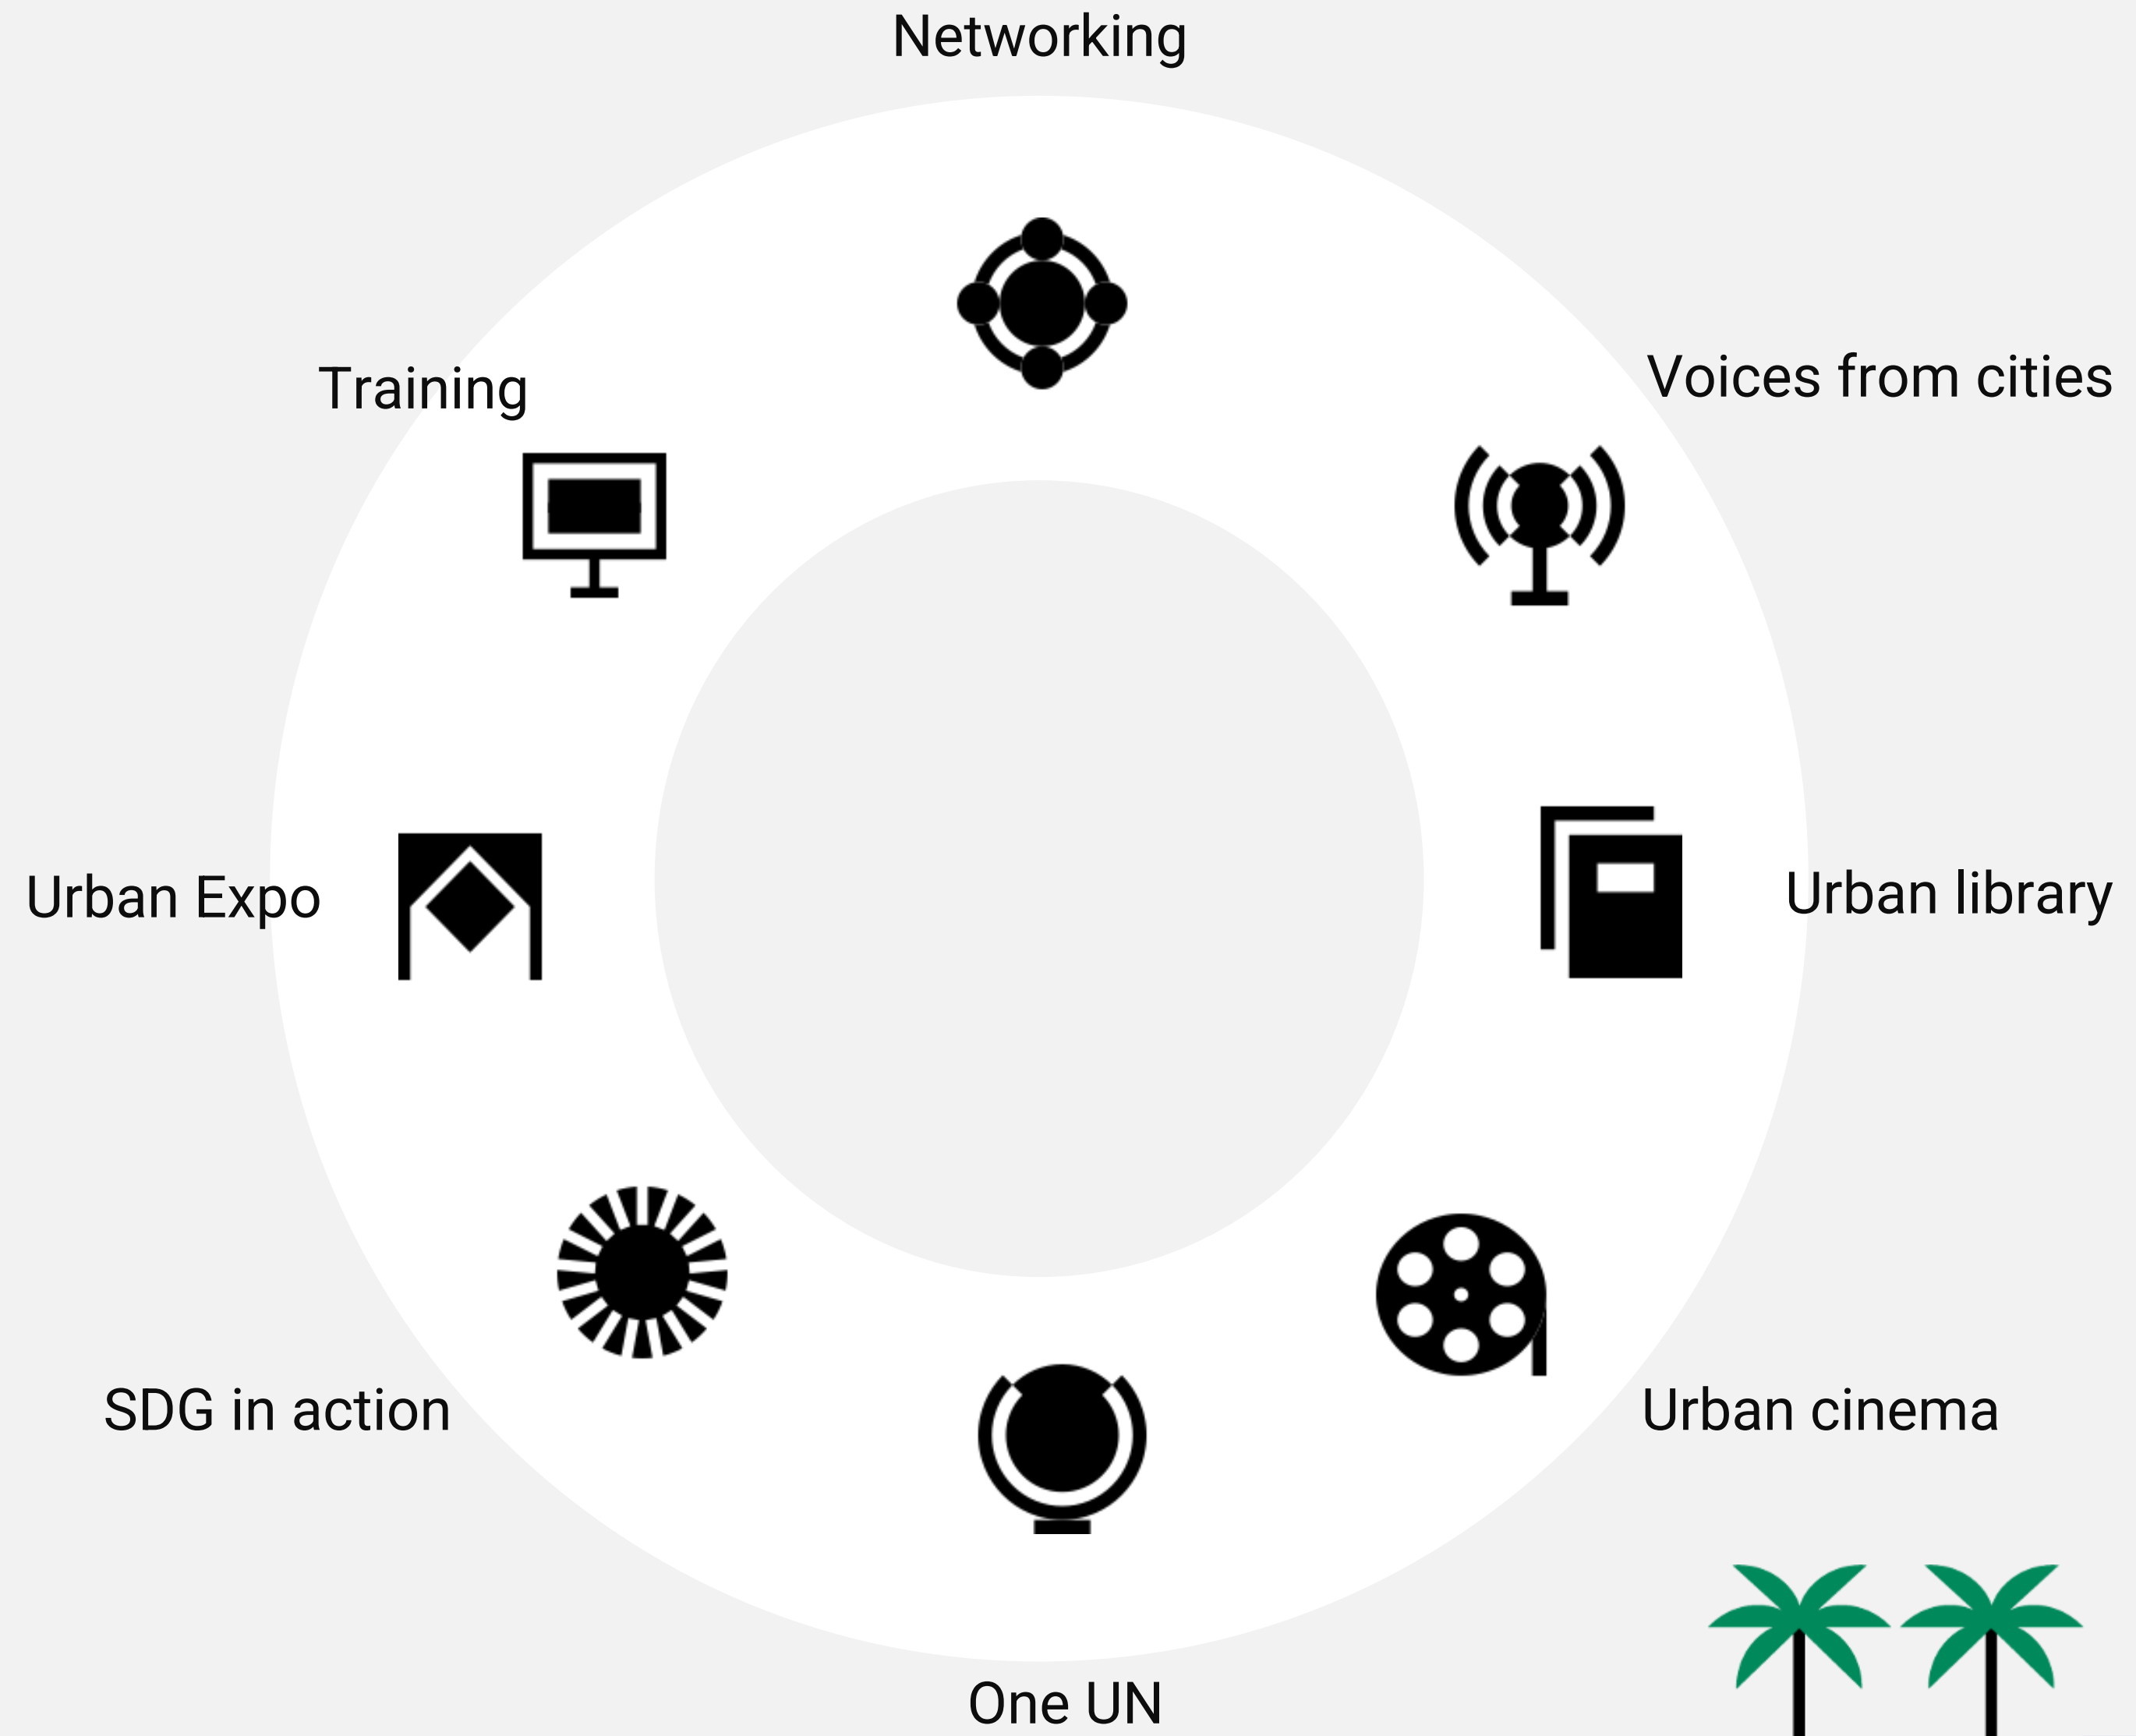 Networking
Training
Voices from cities
Urban Expo
Urban library
SDG in action
Urban cinema
One UN